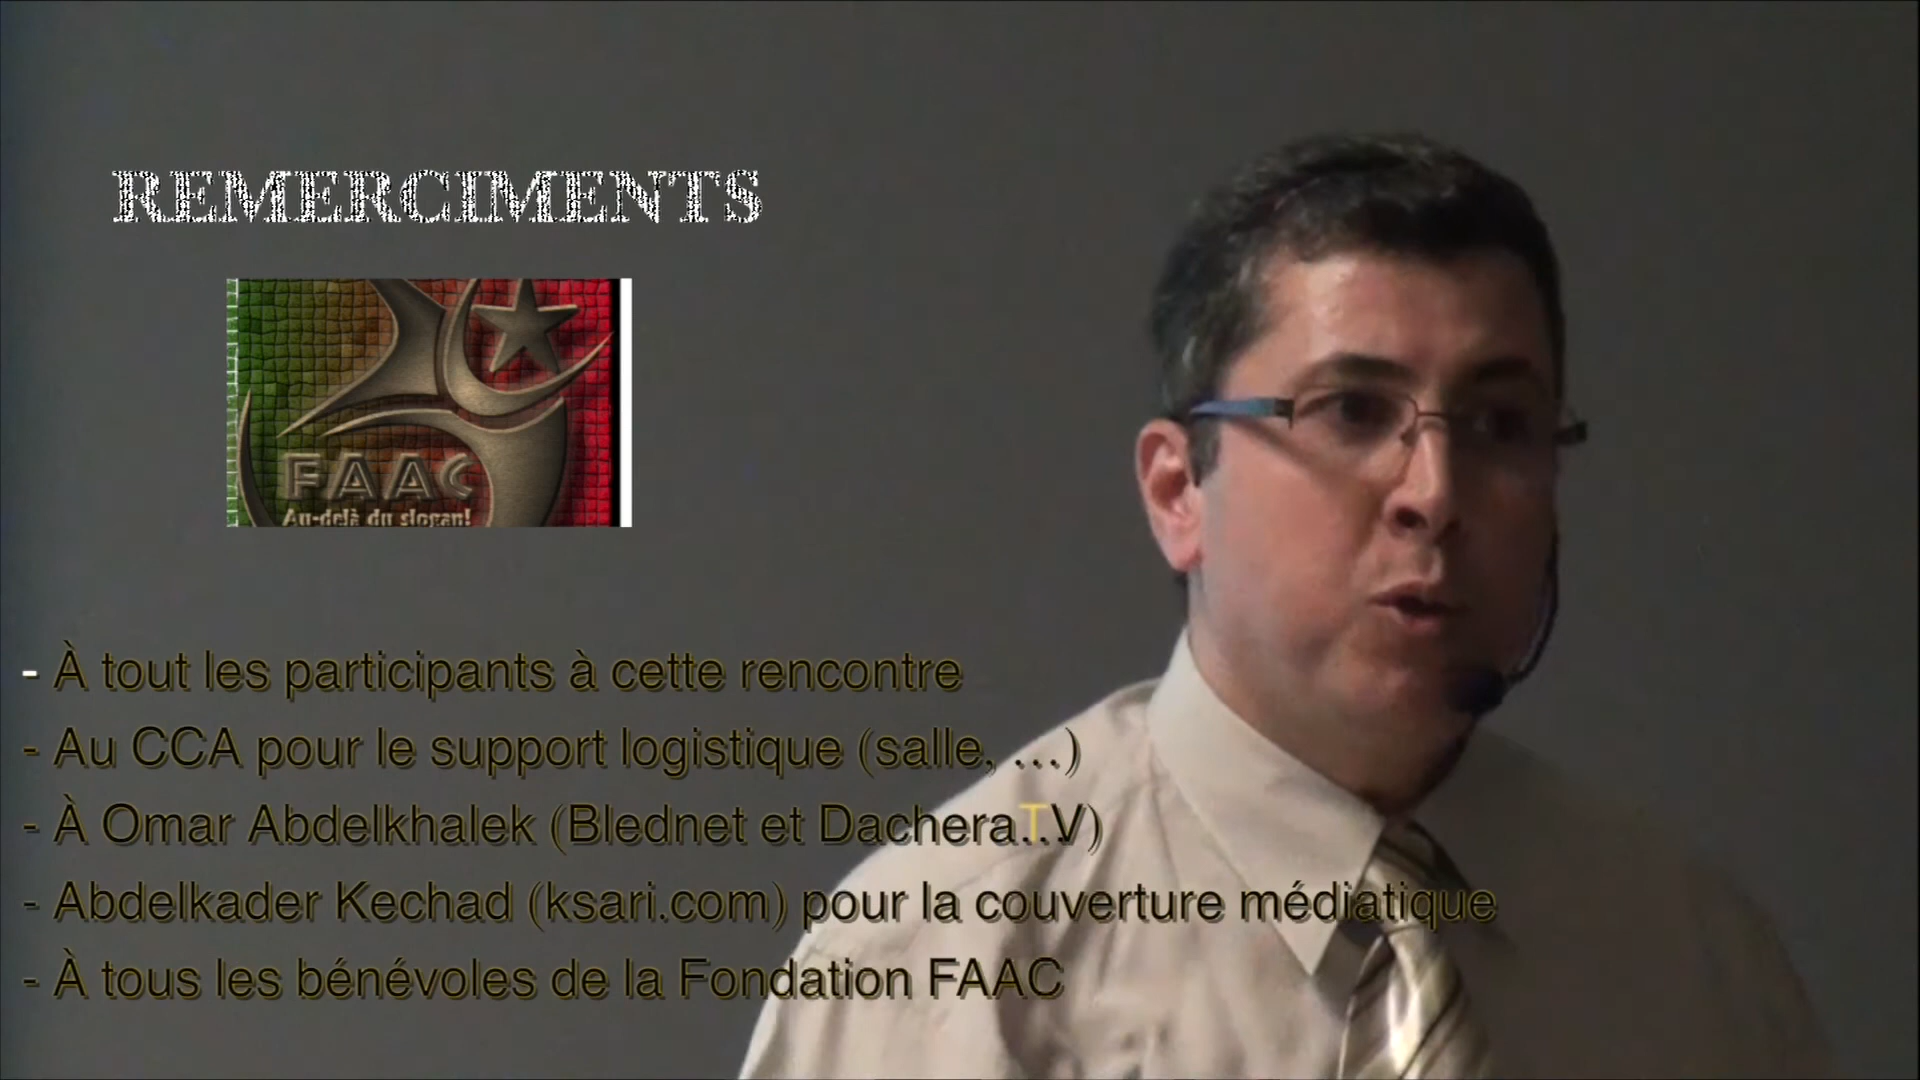 REMERCIMENTS
FAAC
Au-delà du slogan!
- À tout les participants à cette rencontre
- Au CCA pour le support logistique (salle, ...)
- À Omar Abdelkhalek (Blednet et Dachera.T.V)
- Abdelkader Kechad (ksari.com) pour la couverture médiatique
- À tous les bénévoles de la Fondation FAAC